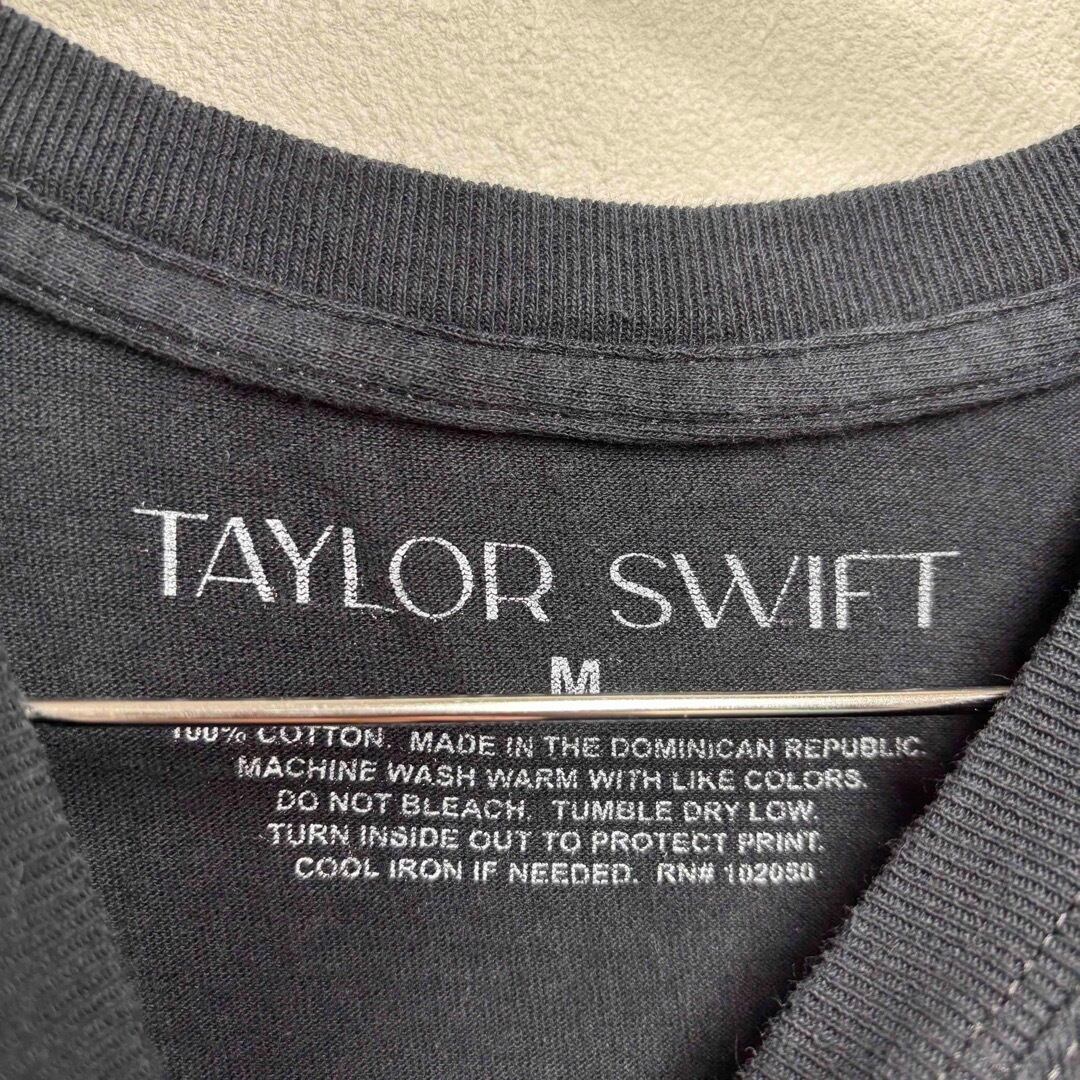 TAYLOR SWIFT
M
100% COTTON. MADE IN THE DOMINICAN REPUBLIC.
MACHINE WASH WARM WITH LIKE COLORS.
DO NOT BLEACH. TUMBLE DRY LOW.
TURN INSIDE OUT TO PROTECT PRINT.
COOL IRON IF NEEDED. RN# 102050